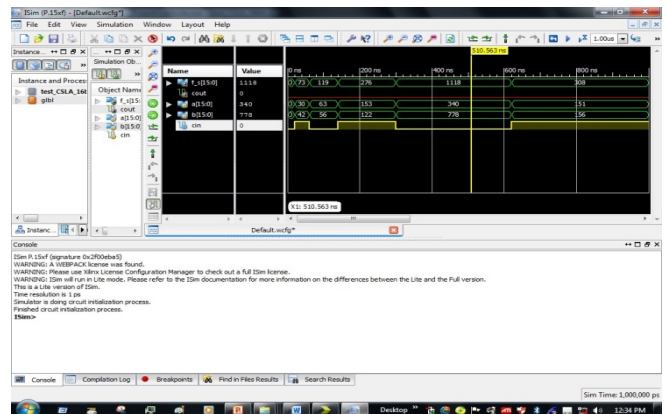 ISim (P.15xf) - [Default.wcfg*]
File Edit View Simulation Window Layout Help
1.00us
Instance...
Simulation Ob...
Instance and Proces
Object Name
test_CSLA_16b
glbl
f_s[15:
cout
a[15:0]
b[15:0]
cin
Name Value
f_s[15:0] 1118
cout 0
a[15:0] 340
b[15:0] 778
cin 0
510.563 ns
0 ns 200 ns 400 ns 600 ns 800 ns
0 73 119 276 1118 308
0 30 63 153 340 151
0 42 56 122 778 156
X1: 510.563 ns
Instanc...
Default.wcfg*
Console
ISim P.15xf (signature 0x2f00eba5)
WARNING: A WEBPACK license was found.
WARNING: Please use Xilinx License Configuration Manager to check out a full ISim license.
WARNING: ISim will run in Lite mode. Please refer to the ISim documentation for more information on the differences between the Lite and the Full version.
This is a Lite version of ISim.
Time resolution is 1 ps
Simulator is doing circuit initialization process.
Finished circuit initialization process.
ISim>
Console Compilation Log Breakpoints Find in Files Results Search Results
Sim Time: 1,000,000 ps
Desktop 12:34 PM